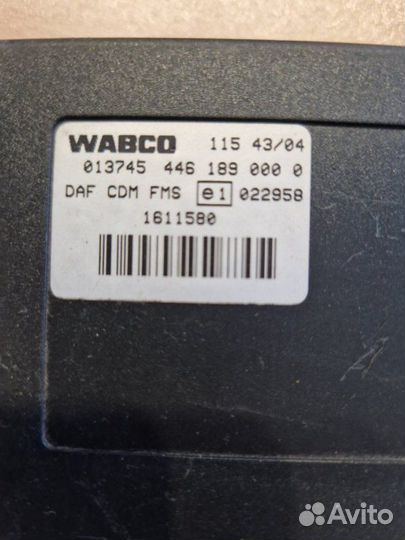 WABCO 115 43/04
013745 446 189 000 0
DAF CDM FMS e1 022958
1611580
Avito